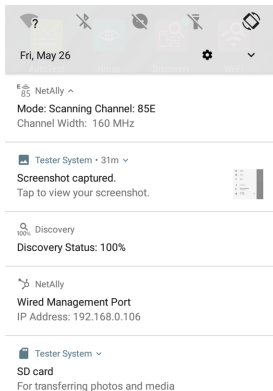 ?
Fri, May 26
E 85 NetAlly
Mode: Scanning Channel: 85E
Channel Width: 160 MHz
Tester System • 31m
Screenshot captured.
Tap to view your screenshot.
100% Discovery
Discovery Status: 100%
NetAlly
Wired Management Port
IP Address: 192.168.0.106
Tester System
SD card
For transferring photos and media